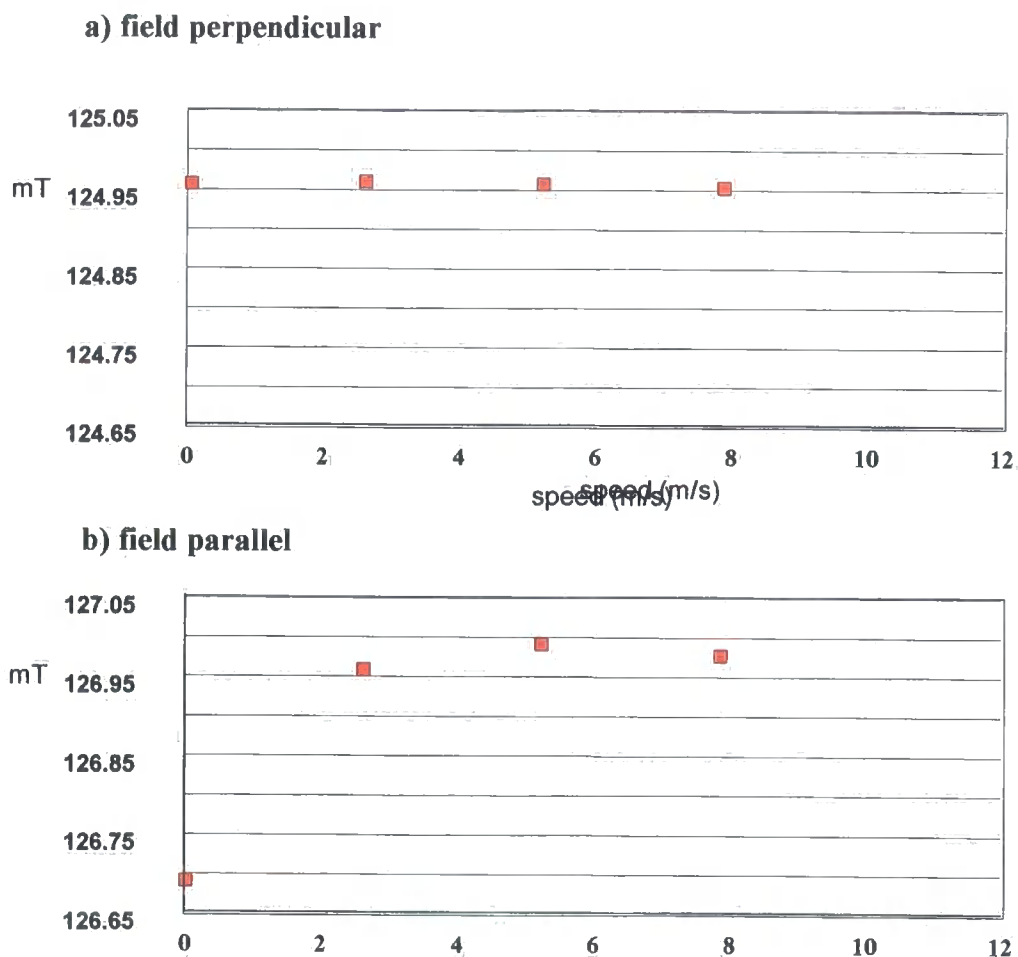 a) field perpendicular
125.05
mT 124.95
124.85
124.75
124.65
0 2 4 6 8 10 12
speed (m/s)
speed (m/s)
b) field parallel
127.05
mT 126.95
126.85
126.75
126.65
0 2 4 6 8 10 12